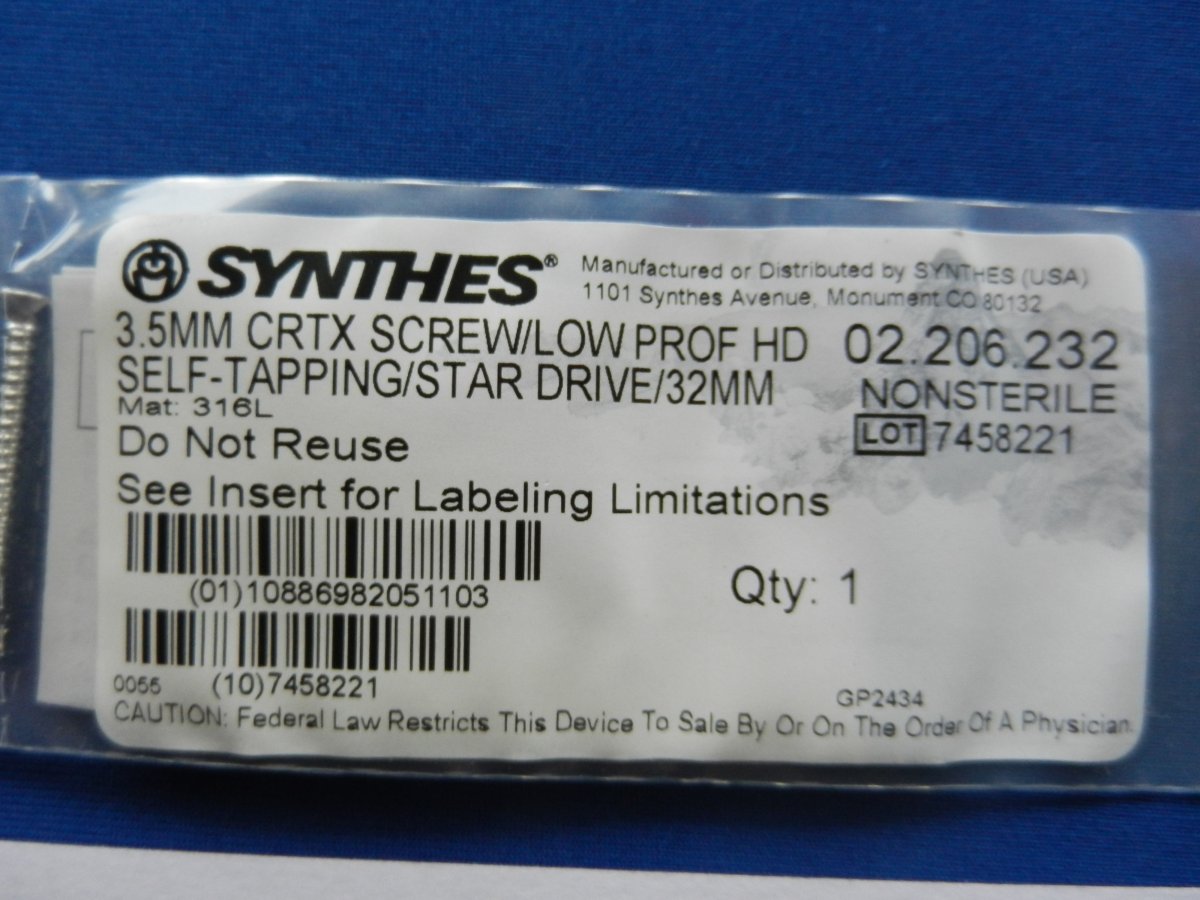 SYNTHES®
Manufactured or Distributed by SYNTHES (USA)
1101 Synthes Avenue, Monument CO 80132
3.5MM CRTX SCREW/LOW PROF HD
02.206.232
SELF-TAPPING/STAR DRIVE/32MM
NONSTERILE
Mat: 316L
LOT 7458221
Do Not Reuse
See Insert for Labeling Limitations
(01)10886982051103
Qty: 1
(10)7458221
0055
GP2434
CAUTION: Federal Law Restricts This Device To Sale By Or On The Order Of A Physician.